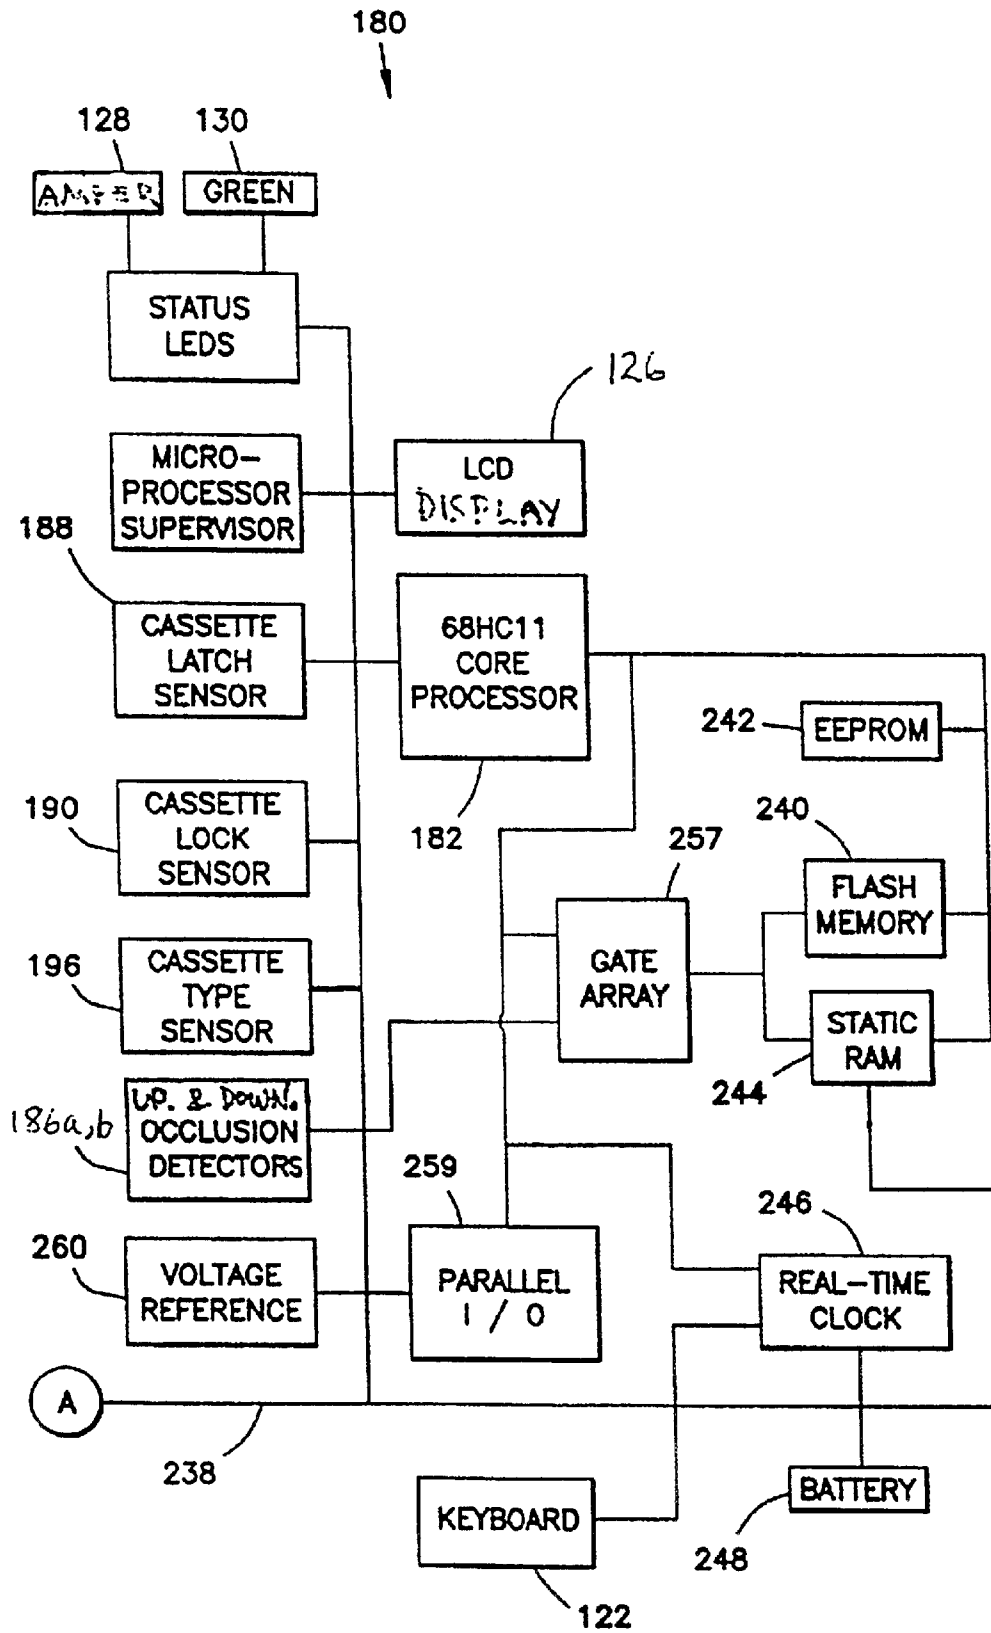 180
128
130
AMBER
GREEN
STATUS
LEDS
126
MICRO-
PROCESSOR
SUPERVISOR
LCD
DISPLAY
188
CASSETTE
LATCH
SENSOR
68HC11
CORE
PROCESSOR
182
242
EEPROM
190
CASSETTE
LOCK
SENSOR
257
240
FLASH
MEMORY
196
CASSETTE
TYPE
SENSOR
GATE
ARRAY
STATIC
RAM
244
186a,b
UP. & DOWN.
OCCLUSION
DETECTORS
259
246
260
VOLTAGE
REFERENCE
PARALLEL
I / O
REAL-TIME
CLOCK
A
238
KEYBOARD
122
BATTERY
248